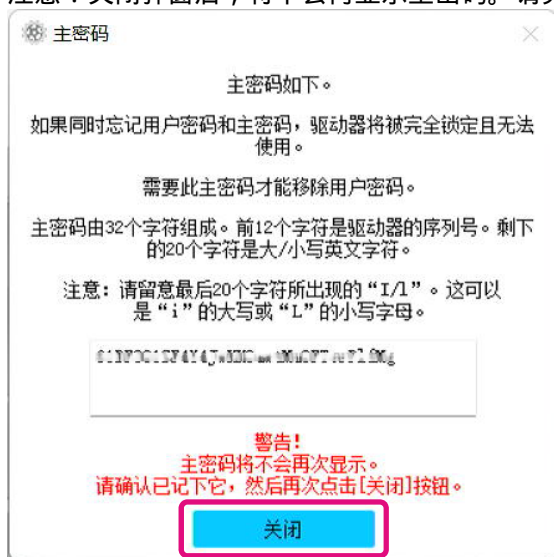 主密码
主密码如下。
如果同时忘记用户密码和主密码，驱动器将被完全锁定且无法
使用。
需要此主密码才能移除用户密码。
主密码由32个字符组成。前12个字符是驱动器的序列号。剩下
的20个字符是大/小写英文字符。
注意：请留意最后20个字符所出现的“I/l”。这可以
是“i”的大写或“L”的小写字母。
警告!
主密码将不会再次显示。
请确认已记下它，然后再次点击[关闭]按钮。
关闭